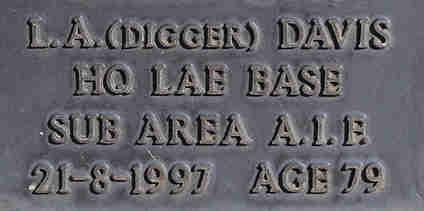 L.A. (DIGGER) DAVIS
HQ LAE BASE
SUB AREA A.I.F.
21-8-1997 AGE 79